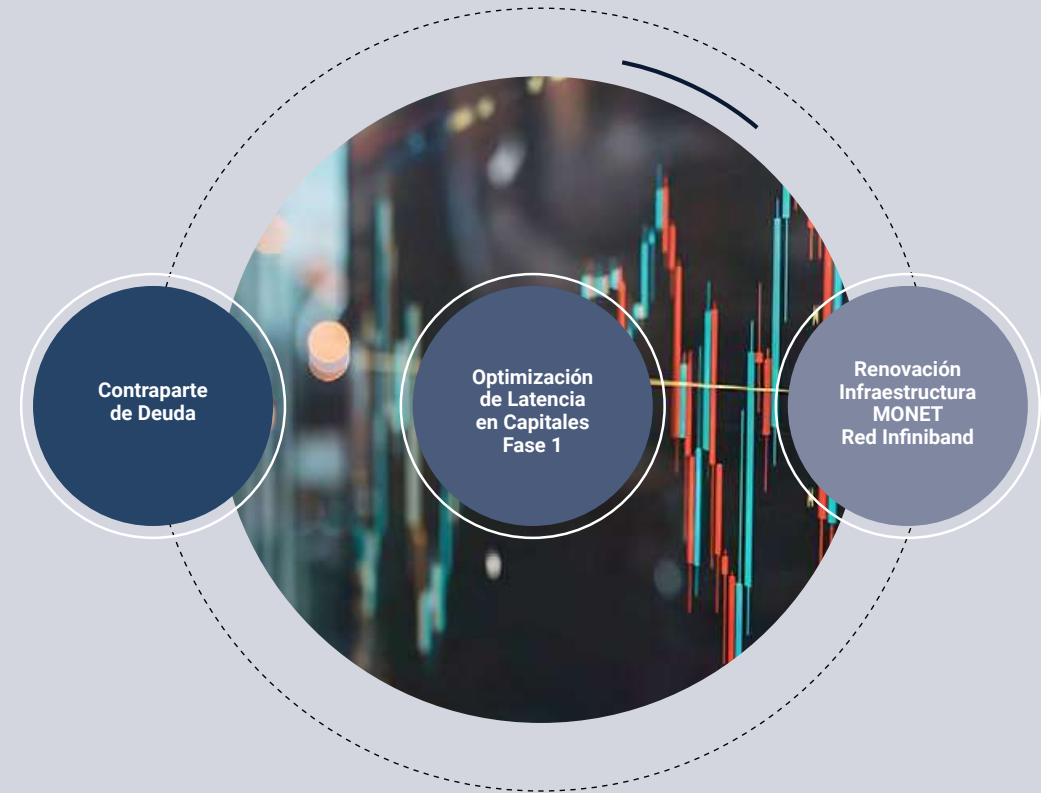 Contraparte
de Deuda
Optimización
de Latencia
en Capitales
Fase 1
Renovación
Infraestructura
MONET
Red Infiniband